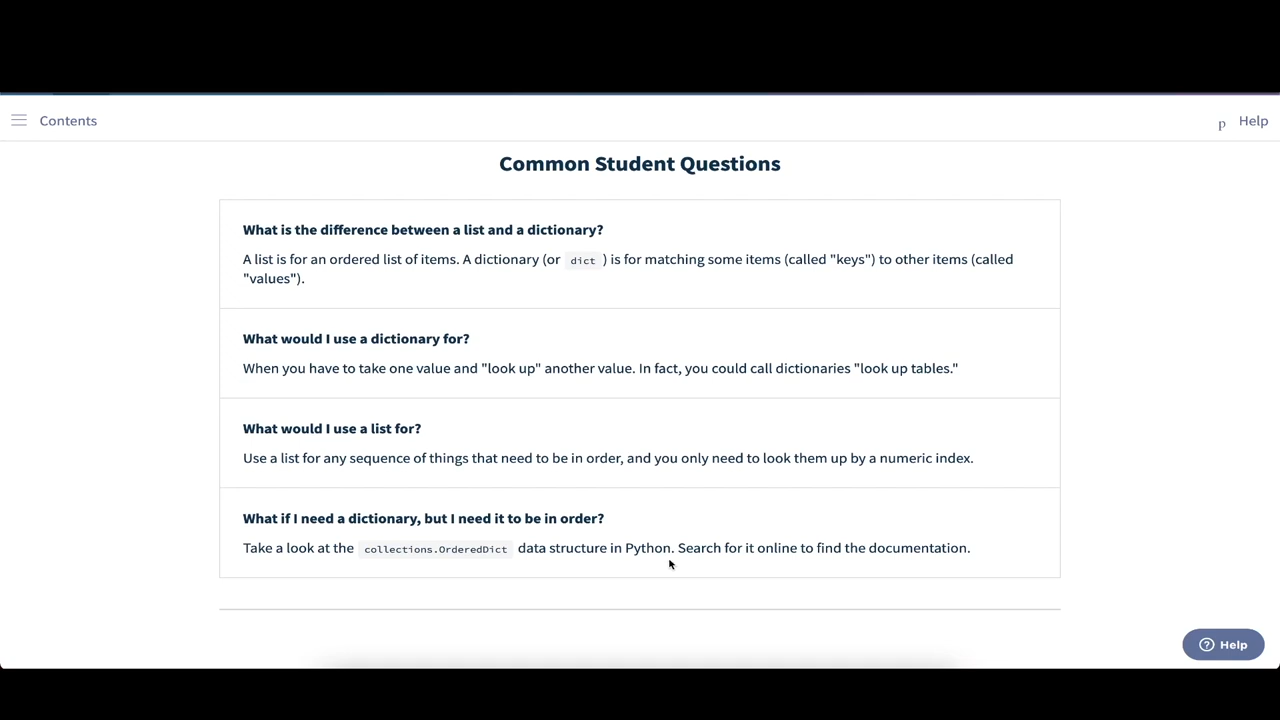 Contents
p Help
Common Student Questions
What is the difference between a list and a dictionary?
A list is for an ordered list of items. A dictionary (or dict ) is for matching some items (called "keys") to other items (called
"values").
What would I use a dictionary for?
When you have to take one value and "look up" another value. In fact, you could call dictionaries "look up tables."
What would I use a list for?
Use a list for any sequence of things that need to be in order, and you only need to look them up by a numeric index.
What if I need a dictionary, but I need it to be in order?
Take a look at the collections.OrderedDict data structure in Python. Search for it online to find the documentation.
Help